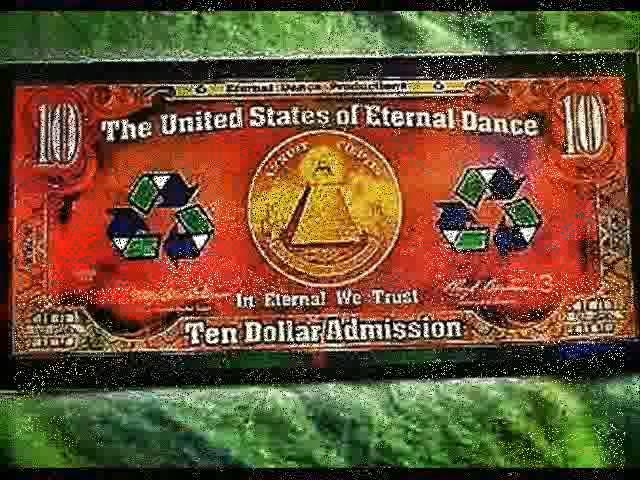 Eternal Dance Productions
10 10
The United States of Eternal Dance
In Eternal We Trust
Ten Dollar Admission